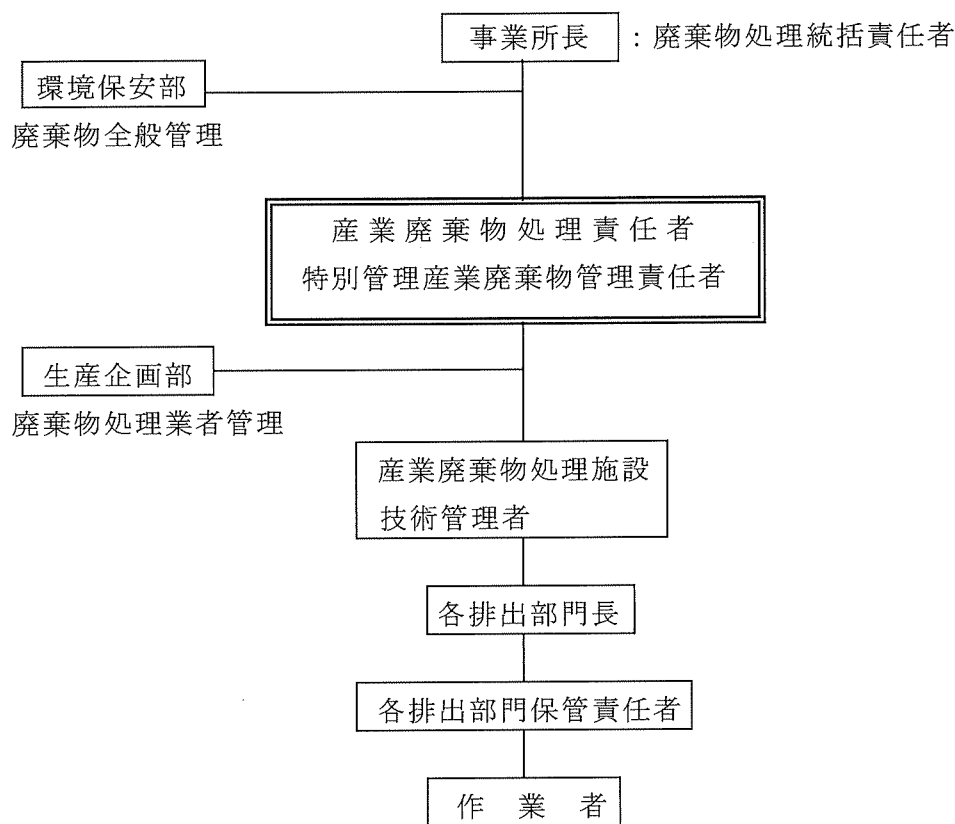 事業所長 :廃棄物処理統括責任者
環境保安部
廃棄物全般管理
産業廃棄物処理責任者
特別管理産業廃棄物管理責任者
生産企画部
廃棄物処理業者管理
産業廃棄物処理施設
技術管理者
各排出部門長
各排出部門保管責任者
作業者